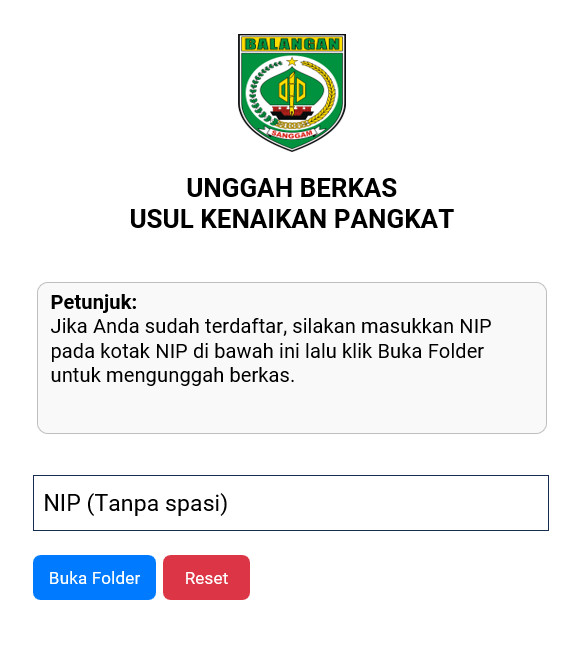 BALANGAN
SANGGAM
UNGGAH BERKAS
USUL KENAIKAN PANGKAT
Petunjuk:
Jika Anda sudah terdaftar, silakan masukkan NIP
pada kotak NIP di bawah ini lalu klik Buka Folder
untuk mengunggah berkas.
NIP (Tanpa spasi)
Buka Folder
Reset